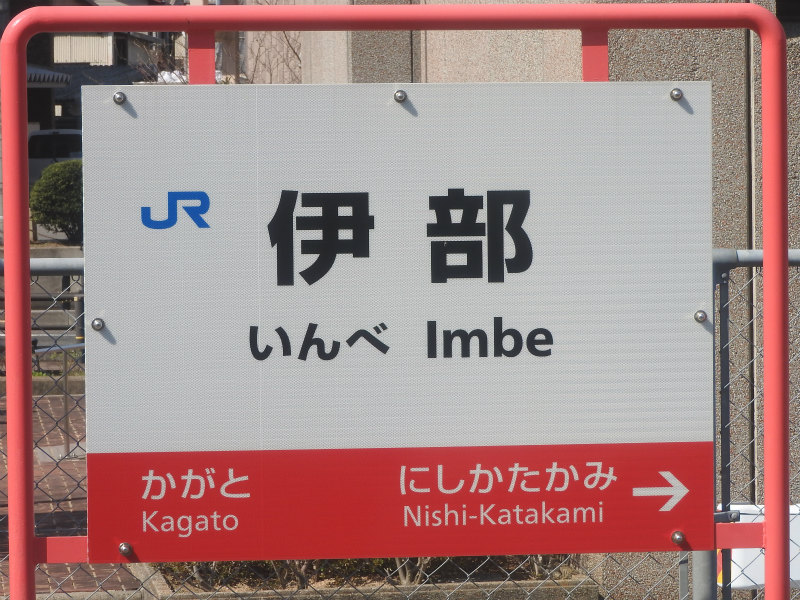 JR
伊部
いんべ Imbe
かがと にしかたかみ →
Kagato Nishi-Katakami